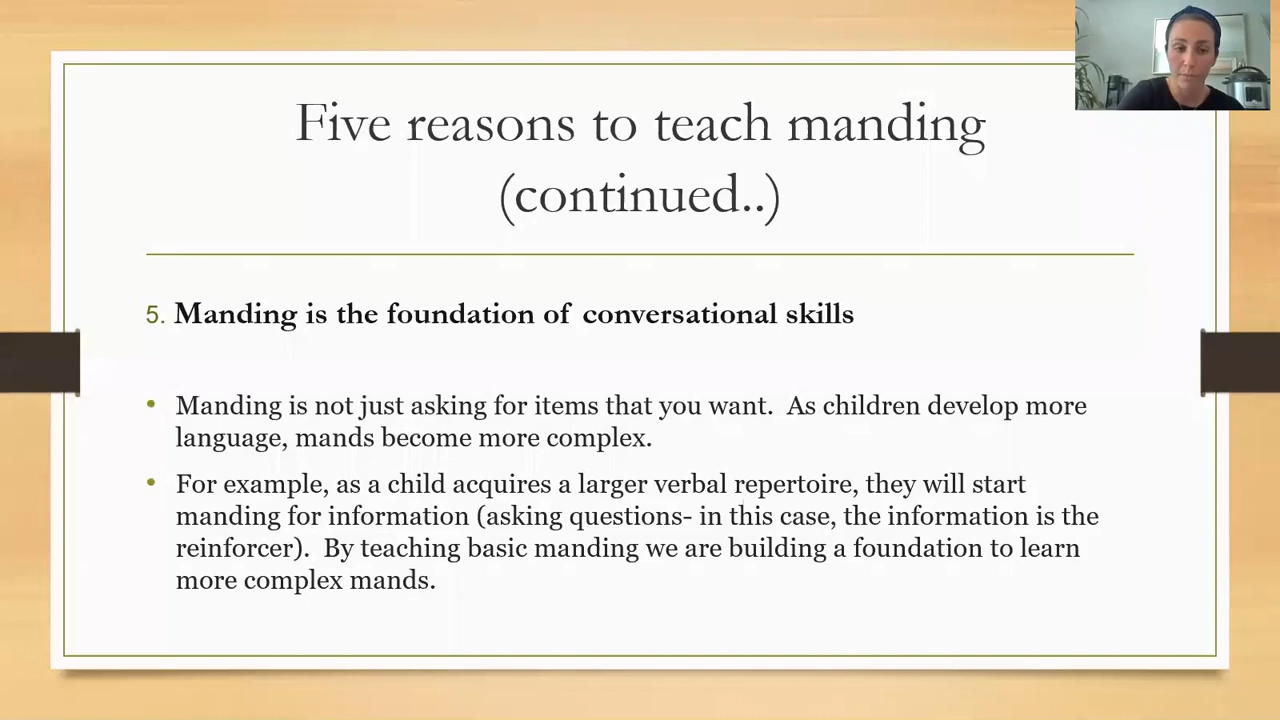 Five reasons to teach manding
(continued..)
5. Manding is the foundation of conversational skills
• Manding is not just asking for items that you want.  As children develop more
language, mands become more complex.
• For example, as a child acquires a larger verbal repertoire, they will start
manding for information (asking questions- in this case, the information is the
reinforcer).  By teaching basic manding we are building a foundation to learn
more complex mands.